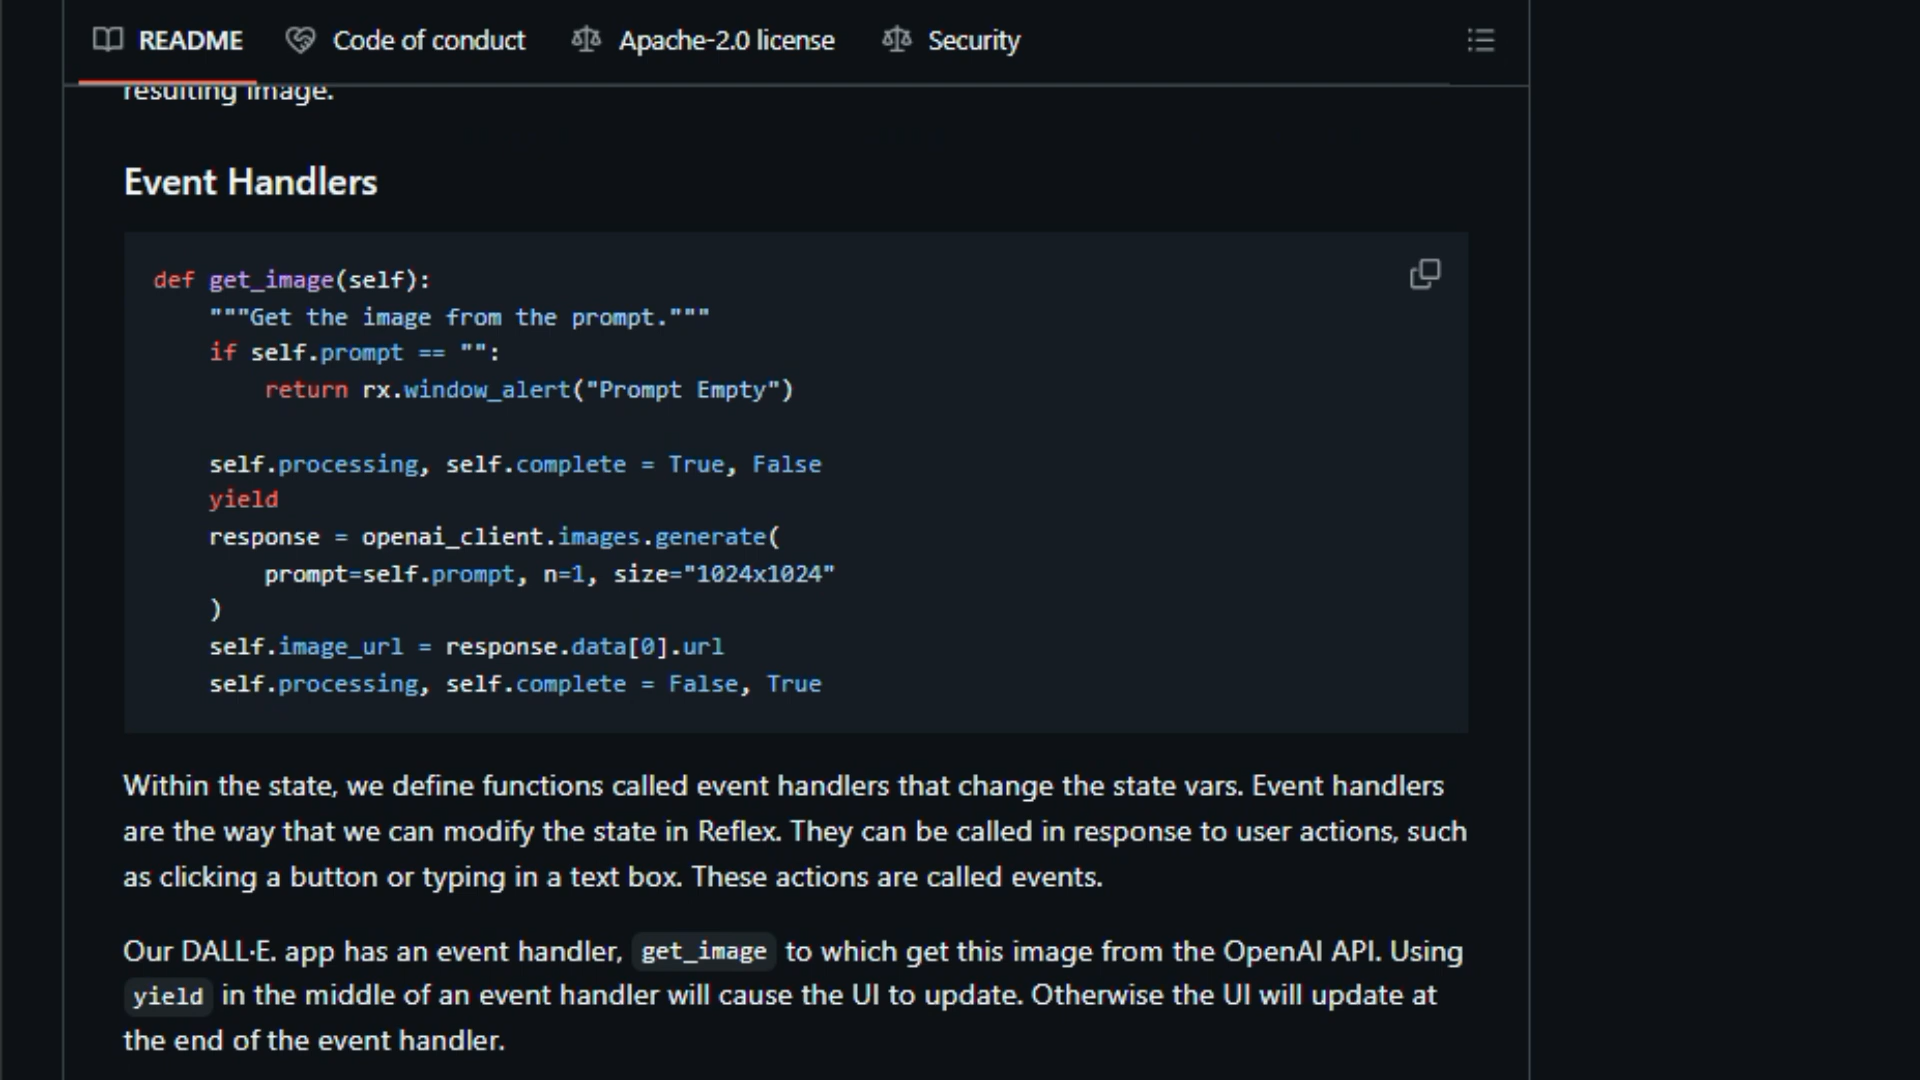 README Code of conduct Apache-2.0 license Security
resulting image.
Event Handlers
def get_image(self):
    """Get the image from the prompt."""
    if self.prompt == "":
        return rx.window_alert("Prompt Empty")
    self.processing, self.complete = True, False
    yield
    response = openai_client.images.generate(
        prompt=self.prompt, n=1, size="1024x1024"
    )
    self.image_url = response.data[0].url
    self.processing, self.complete = False, True
Within the state, we define functions called event handlers that change the state vars. Event handlers
are the way that we can modify the state in Reflex. They can be called in response to user actions, such
as clicking a button or typing in a text box. These actions are called events.
Our DALL·E. app has an event handler, get_image to which get this image from the OpenAI API. Using
yield in the middle of an event handler will cause the UI to update. Otherwise the UI will update at
the end of the event handler.